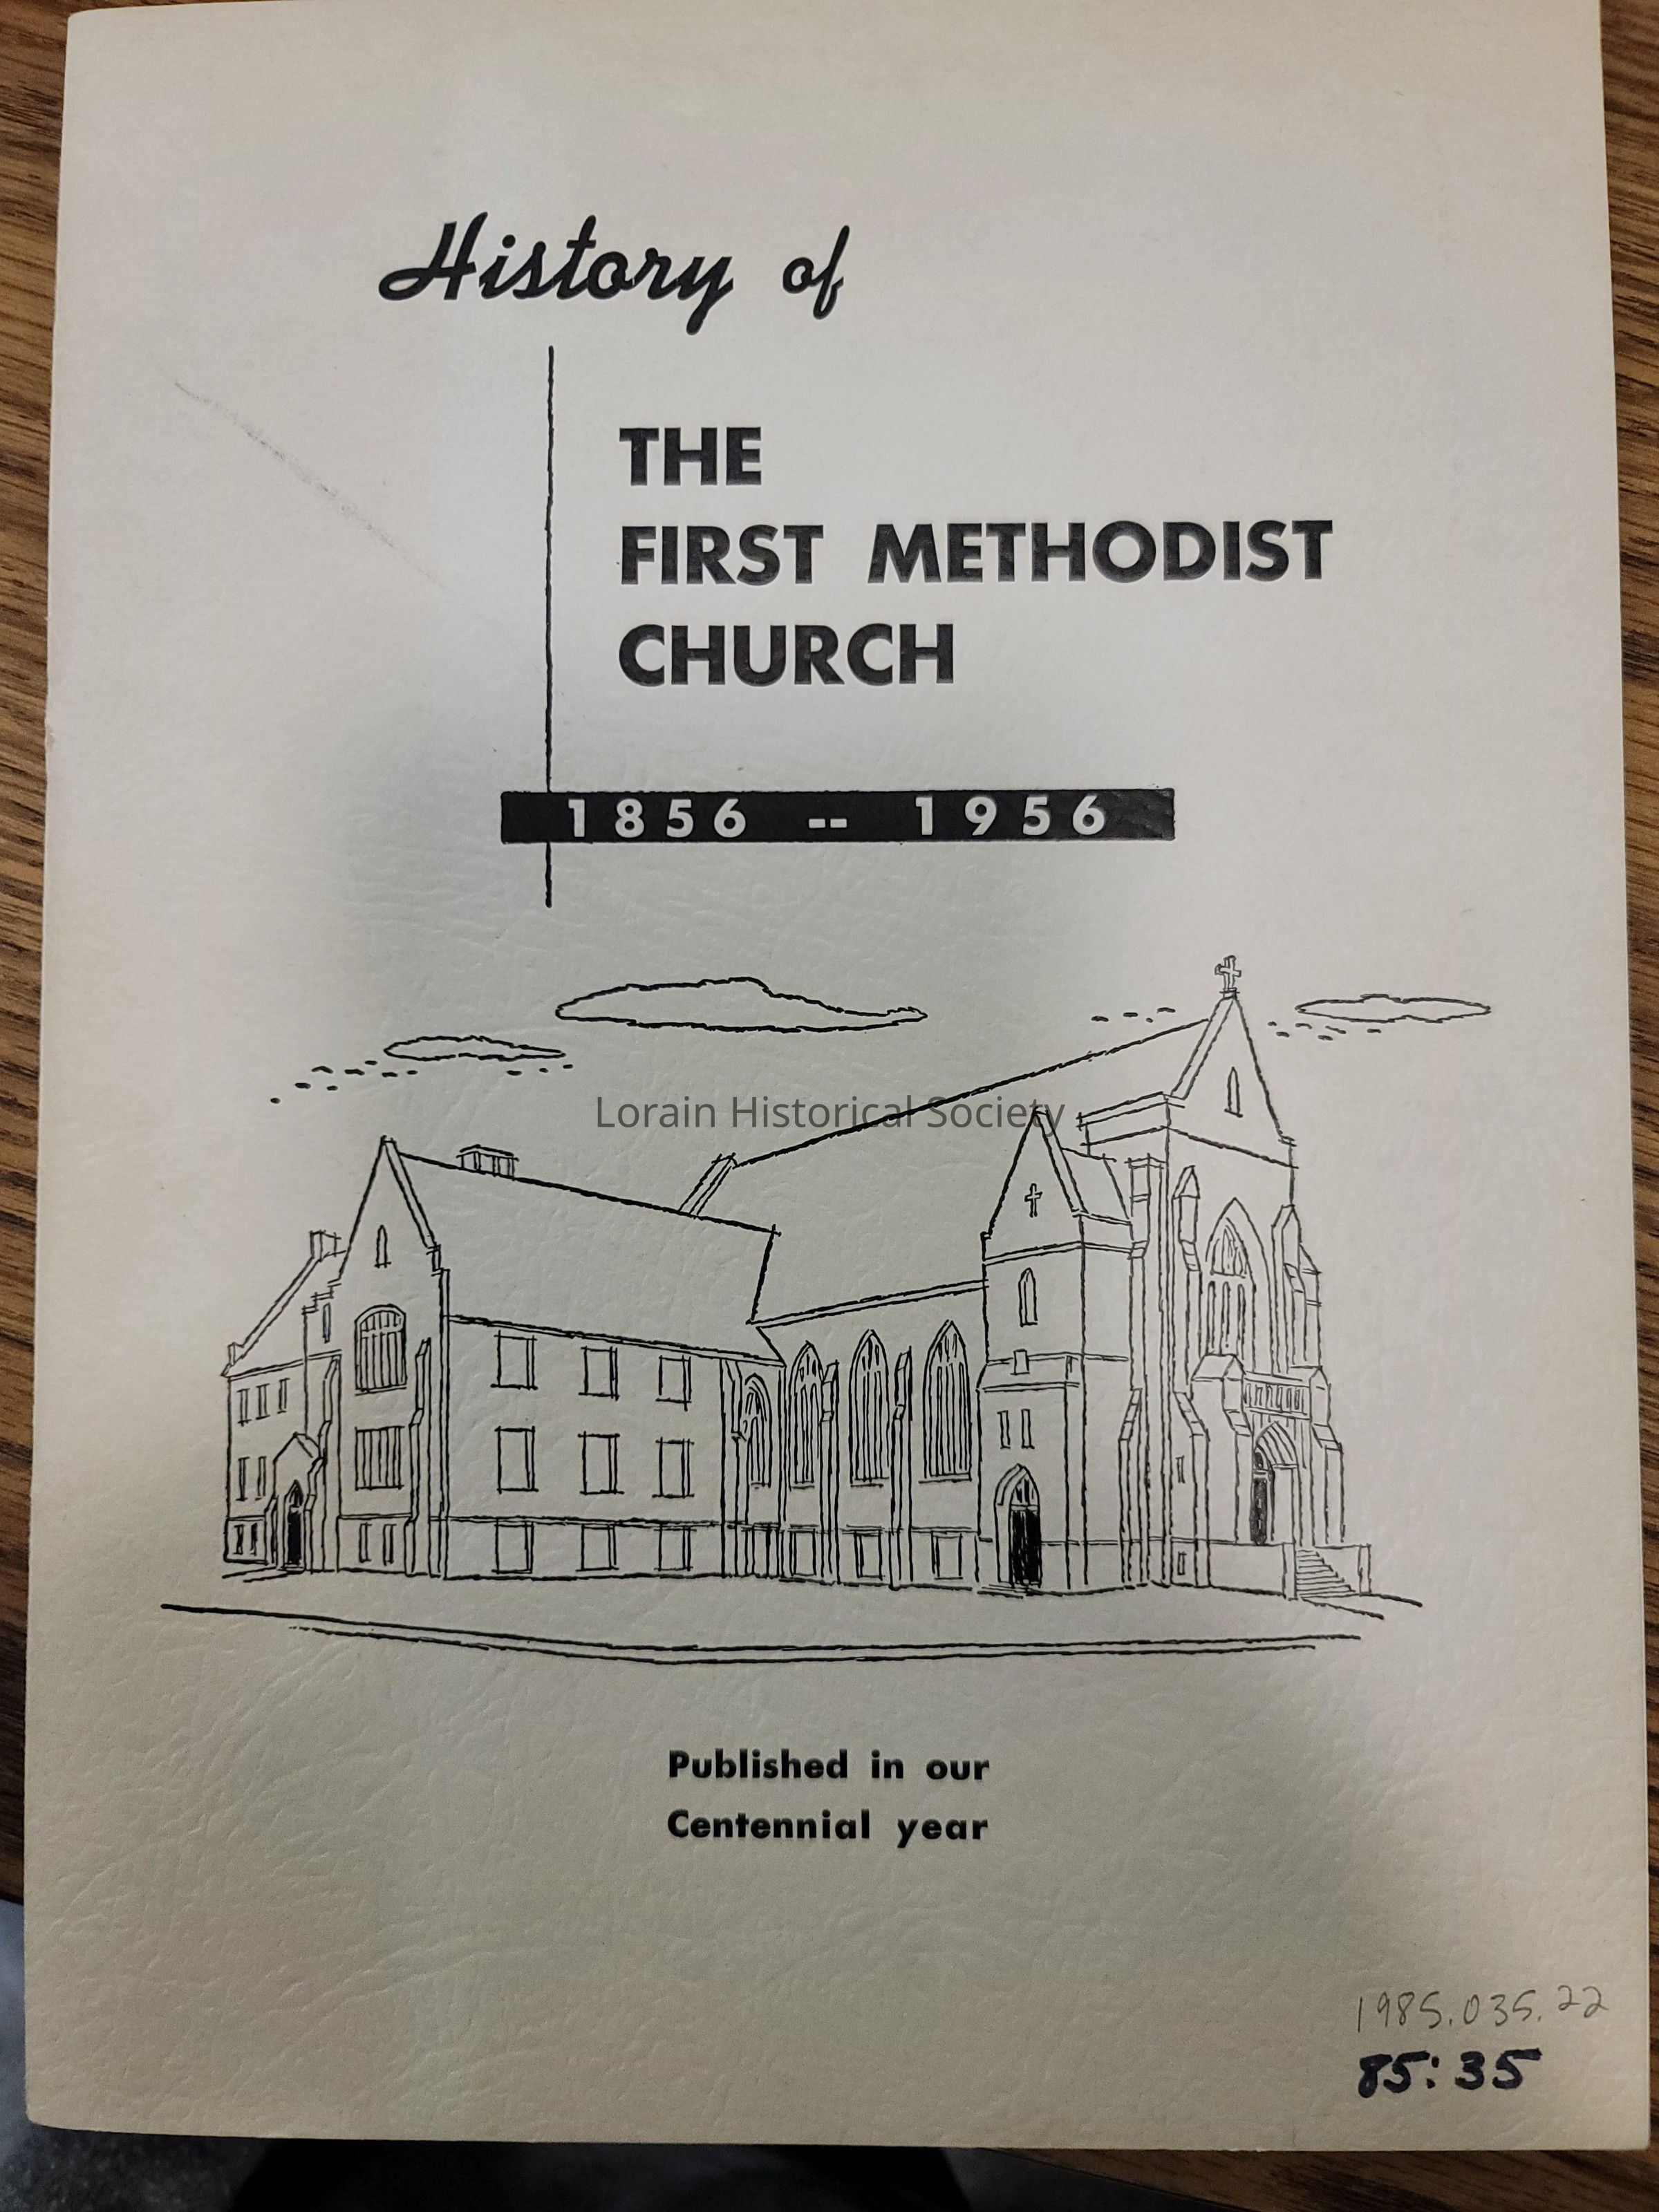 History of
THE
FIRST METHODIST
CHURCH
1856 -- 1956
Lorain Historical Society
Published in our
Centennial year
1985.035.22
85:35